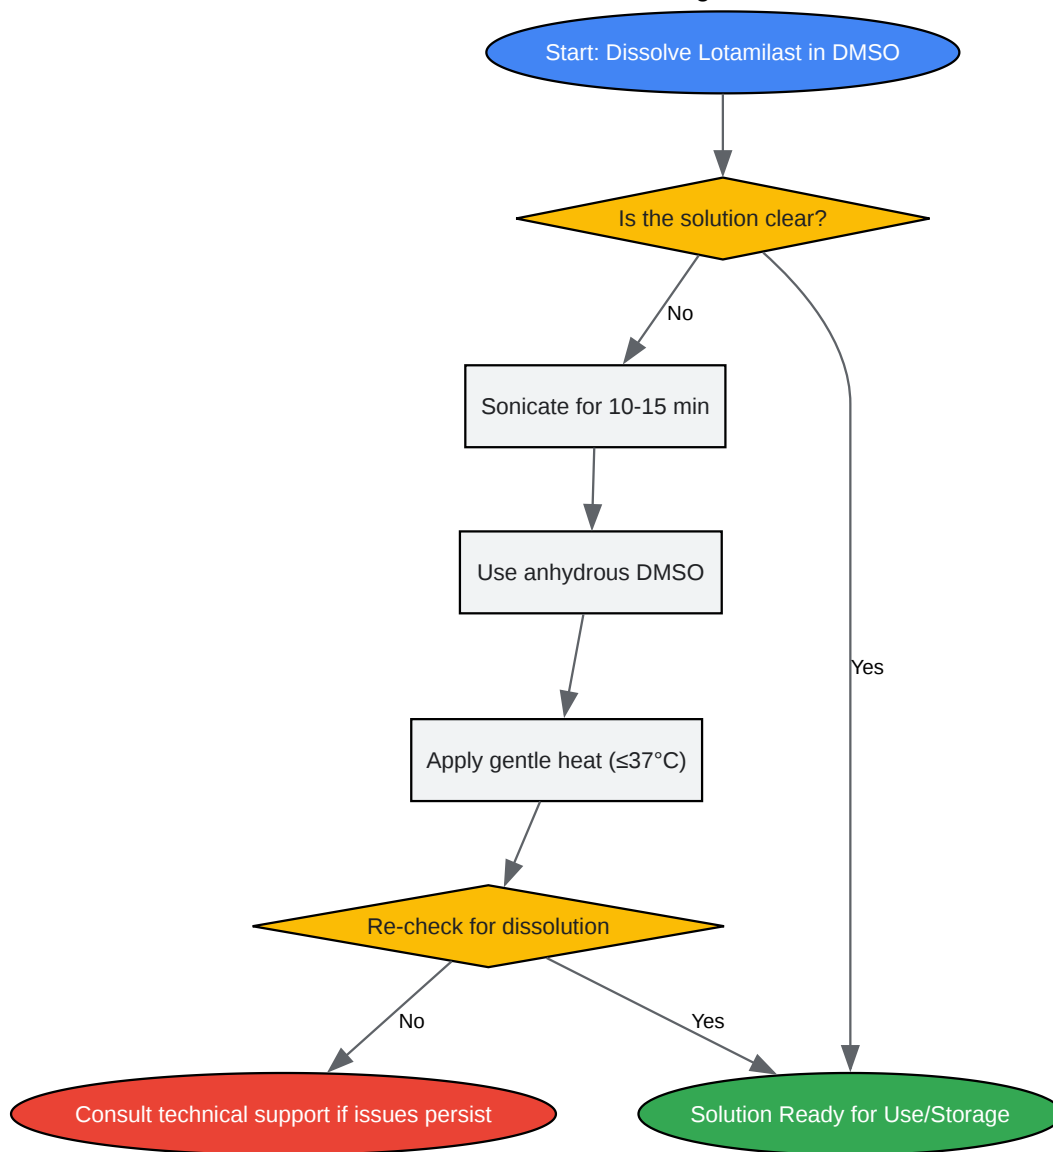 Start: Dissolve Lotamilast in DMSO
Is the solution clear?
No
Sonicate for 10-15 min
Use anhydrous DMSO
Yes
Apply gentle heat (≤37°C)
Re-check for dissolution
No
Yes
Consult technical support if issues persist
Solution Ready for Use/Storage